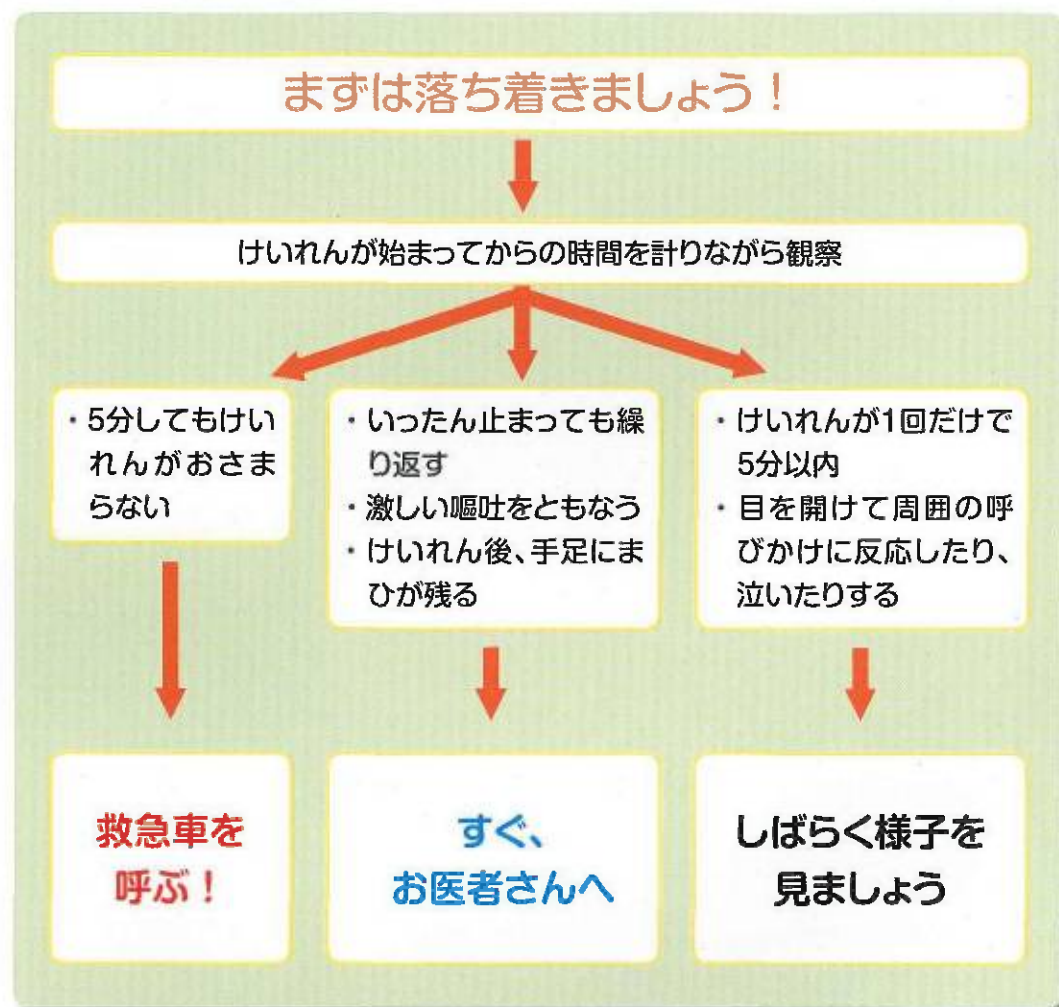 まずは落ち着きましょう！
けいれんが始まってからの時間を計りながら観察
・5分してもけい
れんがおさま
らない
・いったん止まっても繰
り返す
・激しい嘔吐をともなう
・けいれん後、手足にま
ひが残る
・けいれんが1回だけで
5分以内
・目を開けて周囲の呼
びかけに反応したり、
泣いたりする
救急車を
呼ぶ！
すぐ、
お医者さんへ
しばらく様子を
見ましょう